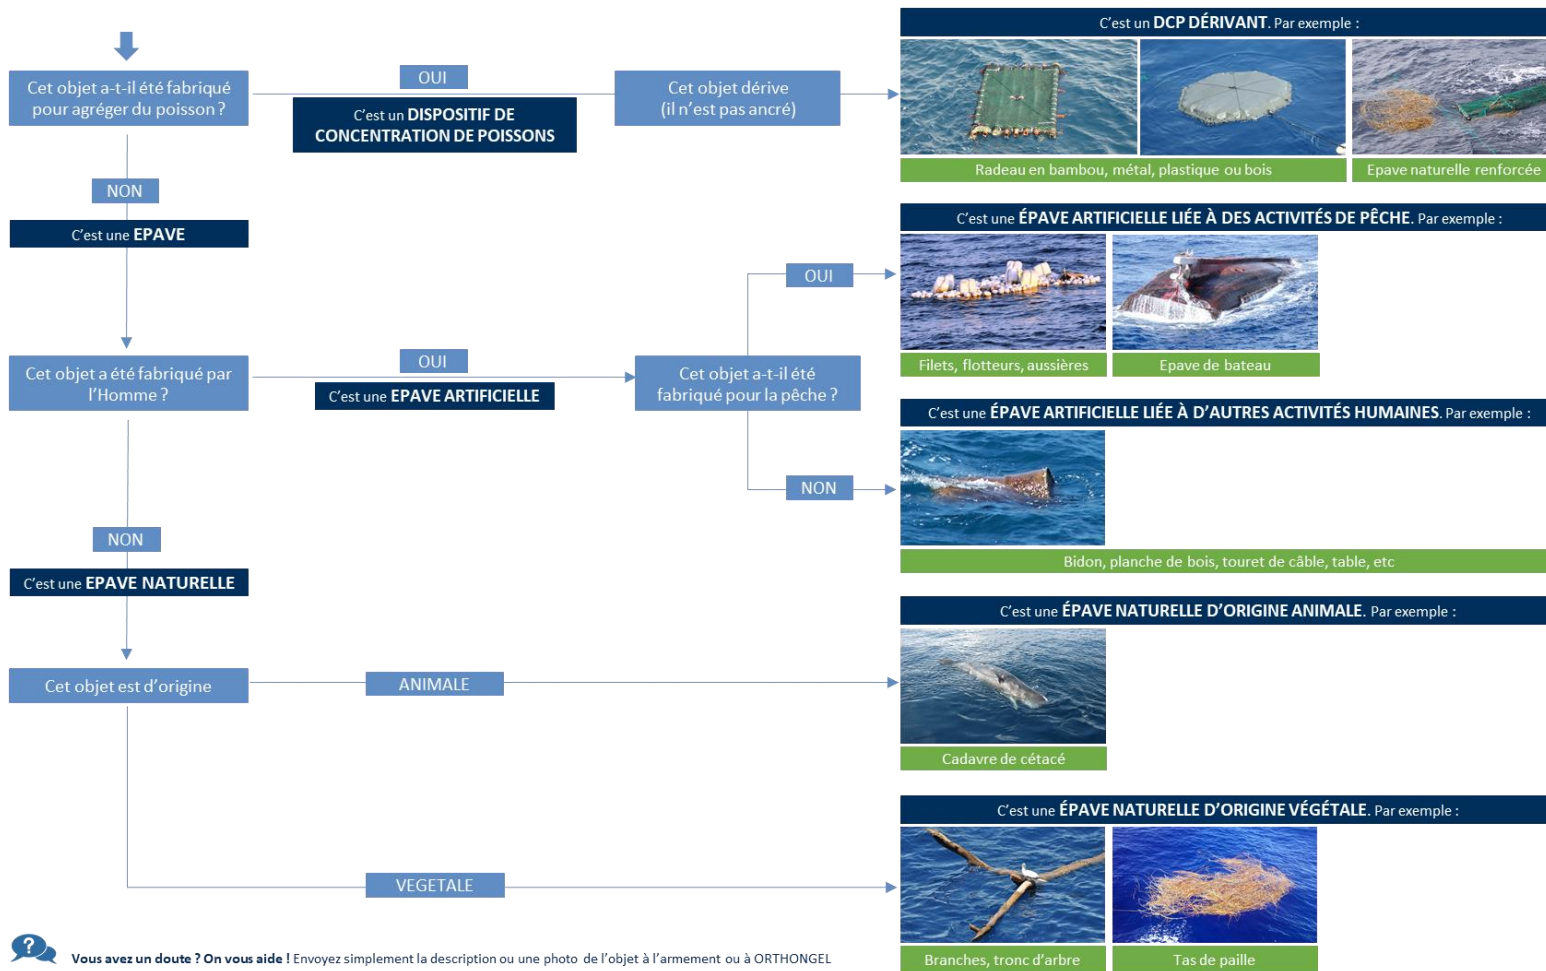 C'est un DCP DÉRIVANT. Par exemple :
Cet objet a-t-il été fabriqué
pour agréger du poisson ?
OUI
C'est un DISPOSITIF DE
CONCENTRATION DE POISSONS
Cet objet dérive
(il n'est pas ancré)
Radeau en bambou, métal, plastique ou bois
Epave naturelle renforcée
NON
C'est une EPAVE
C'est une ÉPAVE ARTIFICIELLE LIÉE À DES ACTIVITÉS DE PÊCHE. Par exemple :
OUI
Filets, flotteurs, aussières
Epave de bateau
Cet objet a été fabriqué par
l'Homme ?
OUI
C'est une EPAVE ARTIFICIELLE
Cet objet a-t-il été
fabriqué pour la pêche ?
C'est une ÉPAVE ARTIFICIELLE LIÉE À D'AUTRES ACTIVITÉS HUMAINES. Par exemple :
NON
Bidon, planche de bois, touret de câble, table, etc
NON
C'est une EPAVE NATURELLE
C'est une ÉPAVE NATURELLE D'ORIGINE ANIMALE. Par exemple :
Cet objet est d'origine
ANIMALE
Cadavre de cétacé
C'est une ÉPAVE NATURELLE D'ORIGINE VÉGÉTALE. Par exemple :
VEGETALE
Branches, tronc d'arbre
Tas de paille
?
Vous avez un doute ? On vous aide ! Envoyez simplement la description ou une photo de l'objet à l'armement ou à ORTHONGEL